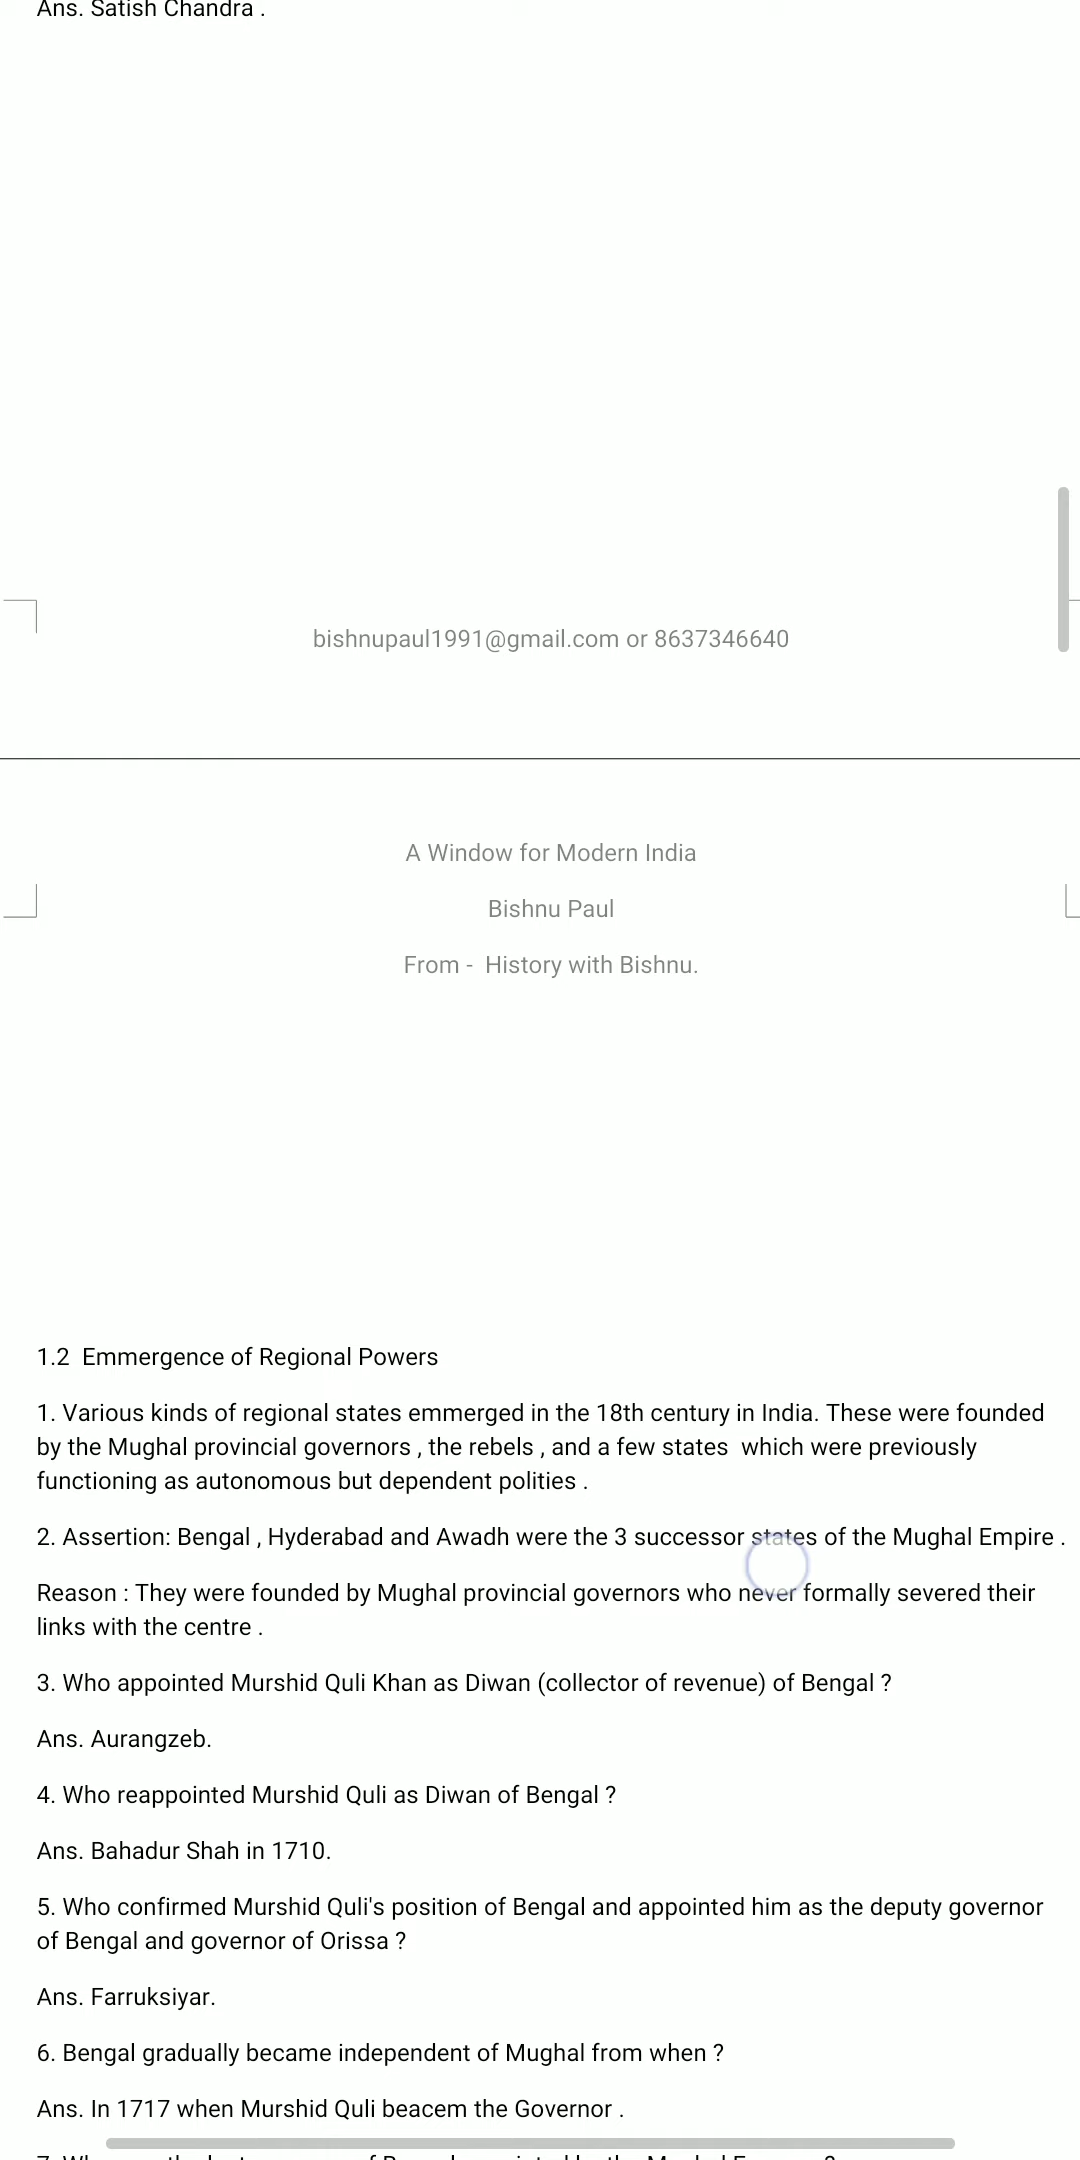 Ans. Satish Chandra .
bishnupaul1991@gmail.com or 8637346640
A Window for Modern India
Bishnu Paul
From -  History with Bishnu.
1.2  Emmergence of Regional Powers
1. Various kinds of regional states emmerged in the 18th century in India. These were founded
by the Mughal provincial governors , the rebels , and a few states  which were previously
functioning as autonomous but dependent polities .
2. Assertion: Bengal , Hyderabad and Awadh were the 3 successor states of the Mughal Empire .
Reason : They were founded by Mughal provincial governors who never formally severed their
links with the centre .
3. Who appointed Murshid Quli Khan as Diwan (collector of revenue) of Bengal ?
Ans. Aurangzeb.
4. Who reappointed Murshid Quli as Diwan of Bengal ?
Ans. Bahadur Shah in 1710.
5. Who confirmed Murshid Quli's position of Bengal and appointed him as the deputy governor
of Bengal and governor of Orissa ?
Ans. Farruksiyar.
6. Bengal gradually became independent of Mughal from when ?
Ans. In 1717 when Murshid Quli beacem the Governor .